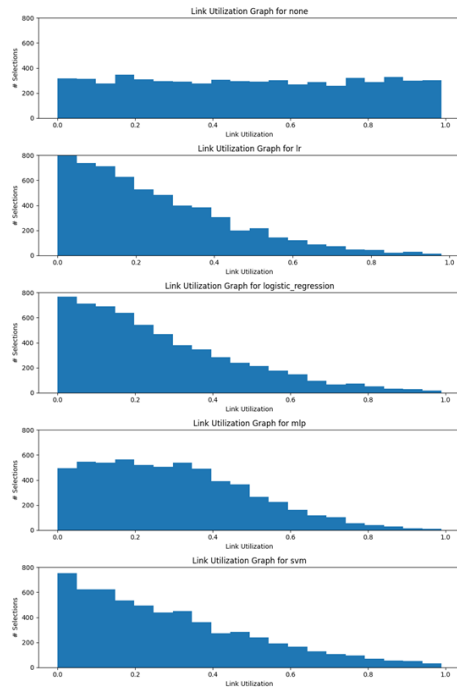 Link Utilization Graph for none
800
600
400
200
0
# Selections
0.0 0.2 0.4 0.6 0.8 1.0
Link Utilization
Link Utilization Graph for lr
800
600
400
200
0
# Selections
0.0 0.2 0.4 0.6 0.8 1.0
Link Utilization
Link Utilization Graph for logistic_regression
800
600
400
200
0
# Selections
0.0 0.2 0.4 0.6 0.8 1.0
Link Utilization
Link Utilization Graph for mlp
800
600
400
200
0
# Selections
0.0 0.2 0.4 0.6 0.8 1.0
Link Utilization
Link Utilization Graph for svm
800
600
400
200
0
# Selections
0.0 0.2 0.4 0.6 0.8 1.0
Link Utilization